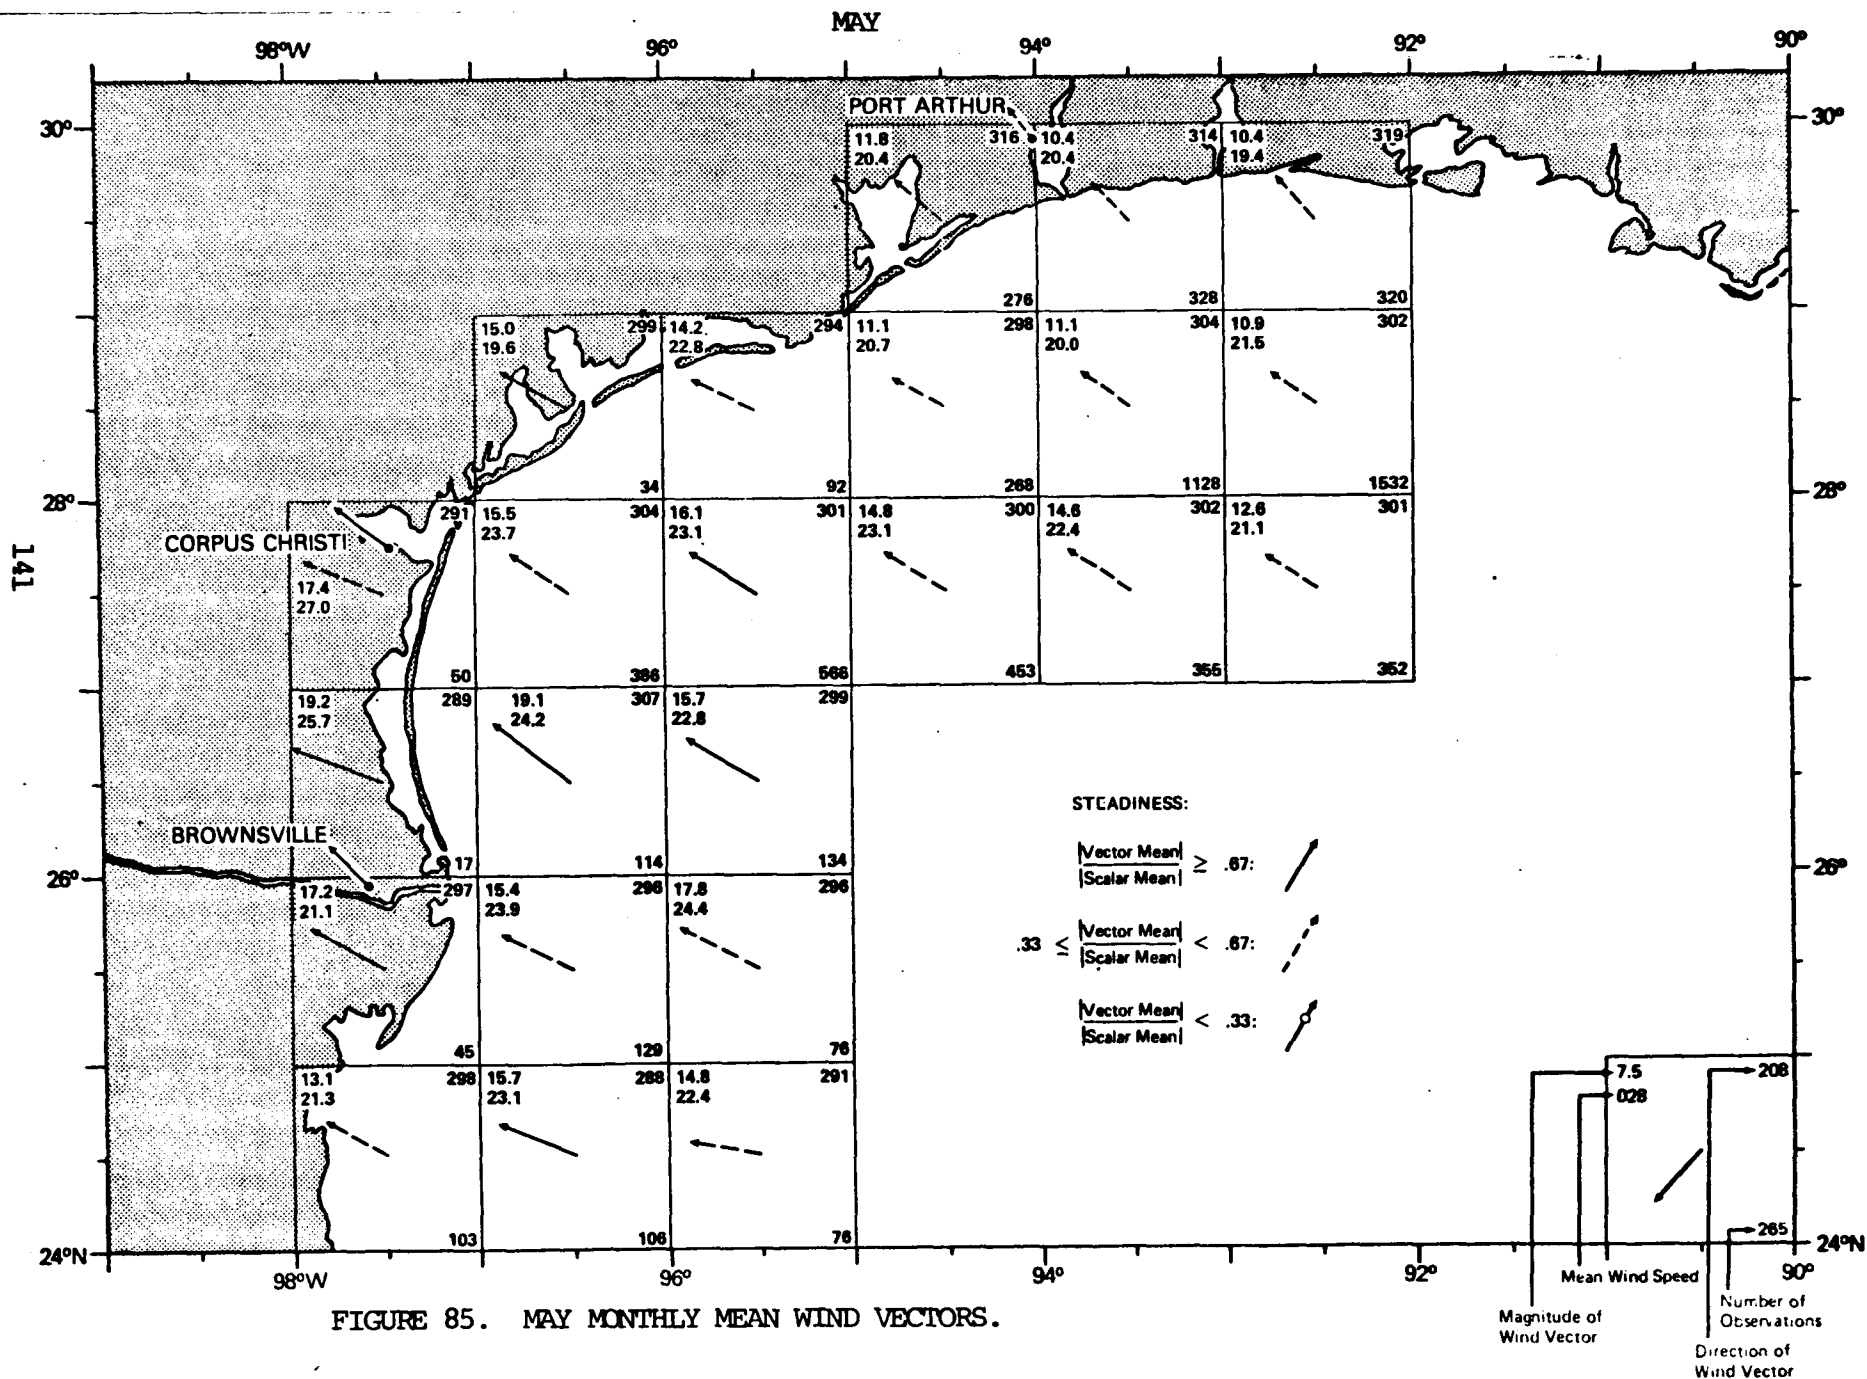 MAY
98°W 96° 94° 92° 90°
PORT ARTHUR
30° 30°
11.8 316 10.4 314 10.4 319
20.4 20.4 19.4
276 328 320
15.0 299 14.2 294 11.1 298 11.1 304 10.9 302
19.6 22.8 20.7 20.0 21.5
34 92 268 1128 1532
28° 28°
291 15.5 304 16.1 301 14.8 300 14.6 302 12.6 301
23.7 23.1 23.1 22.4 21.1
CORPUS CHRISTI
17.4
27.0
141
50 386 566 453 355 352
19.2 289 19.1 307 15.7 299
25.7 24.2 22.8
STEADINESS:
|Vector Mean|
|Scalar Mean| ≥ .67:
BROWNSVILLE
17 114 134
26° 26°
17.2 297 15.4 296 17.8 296
21.1 23.9 24.4
.33 ≤ |Vector Mean|
|Scalar Mean| < .67:
|Vector Mean|
|Scalar Mean| < .33:
45 129 76
13.1 298 15.7 288 14.8 291
21.3 23.1 22.4
7.5 208
028
265
103 106 76
24°N 24°N
98°W 96° 94° 92° 90°
Mean Wind Speed
Number of
Observations
Magnitude of
Wind Vector
Direction of
Wind Vector
FIGURE 85. MAY MONTHLY MEAN WIND VECTORS.